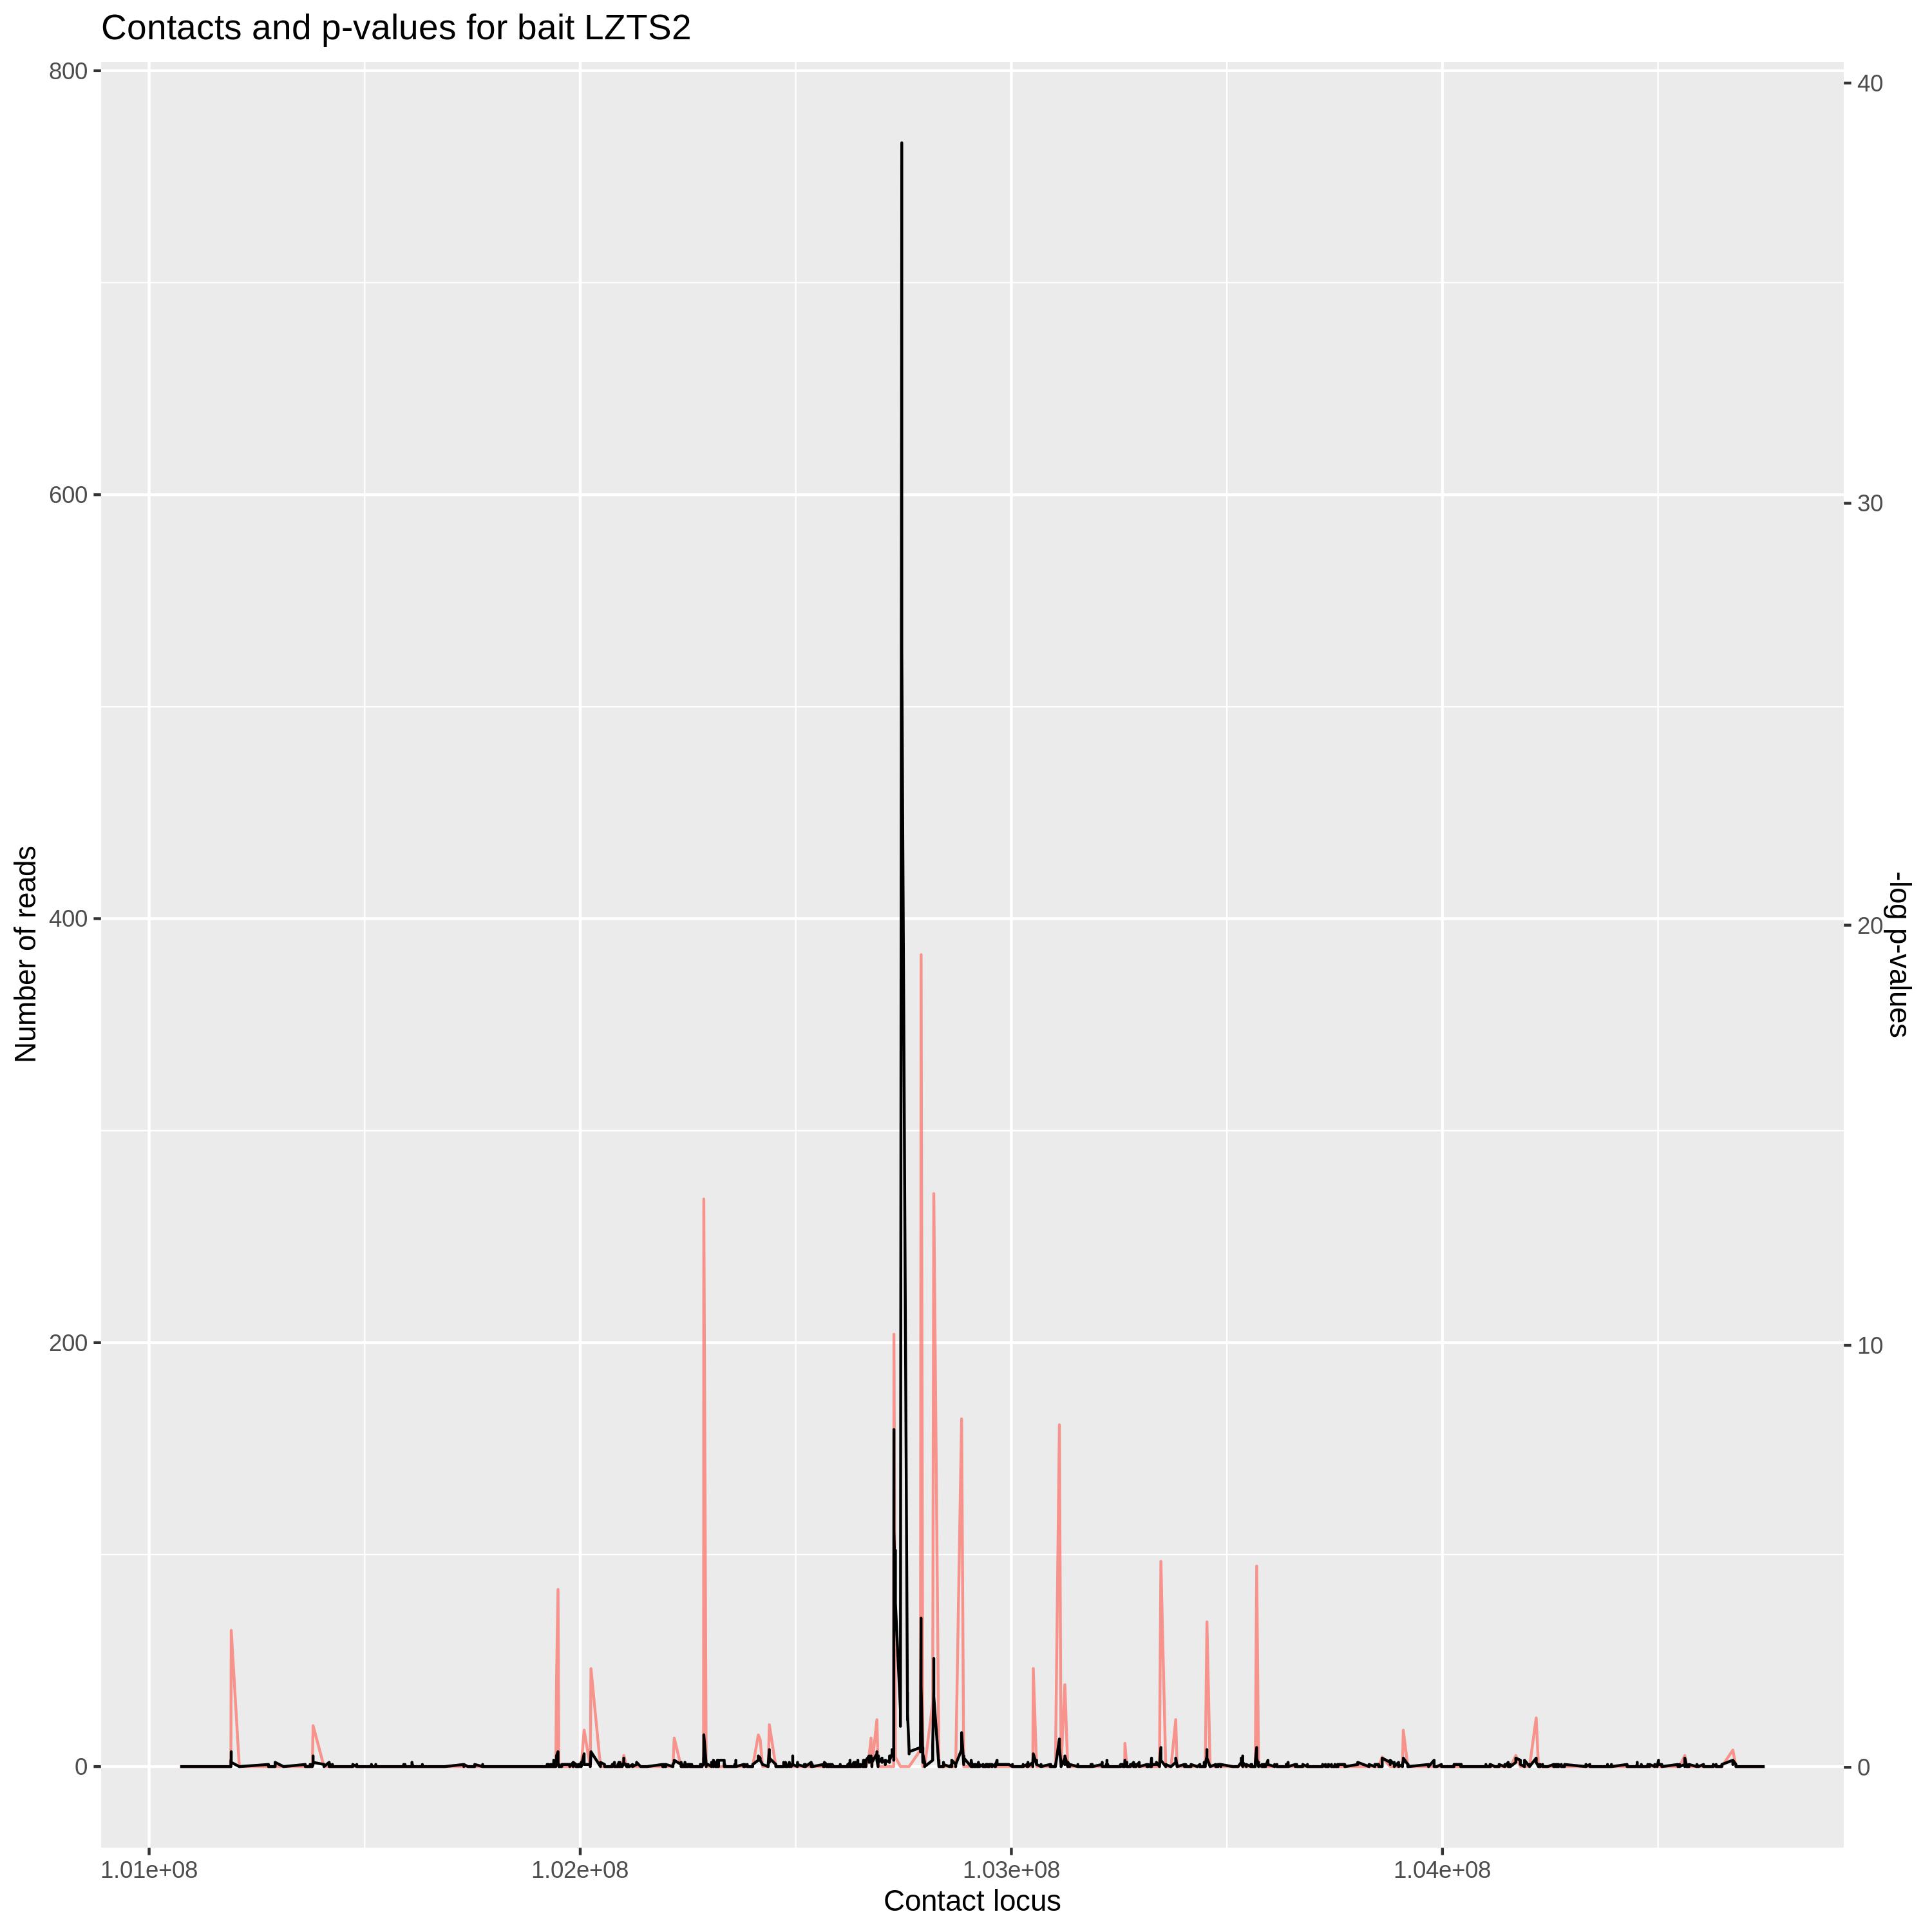 Contacts and p-values for bait LZTS2
800
600
400
200
0
Number of reads
40
30
20
10
0
-log p-values
1.01e+08
1.02e+08
1.03e+08
1.04e+08
Contact locus